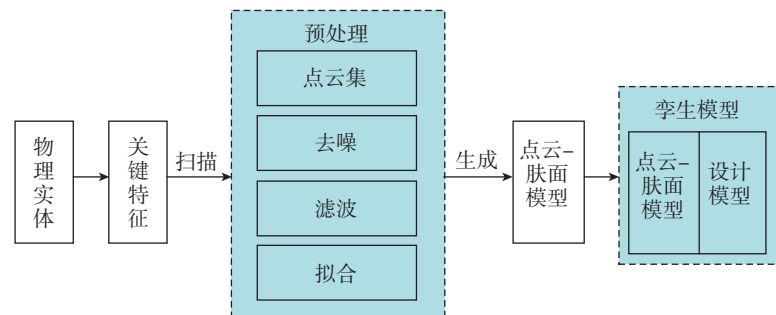 物
理
实
体
关
键
特
征
扫描
预处理
点云集
去噪
滤波
拟合
生成
点云–
肤面
模型
孪生模型
点云–
肤面
模型
设计
模型